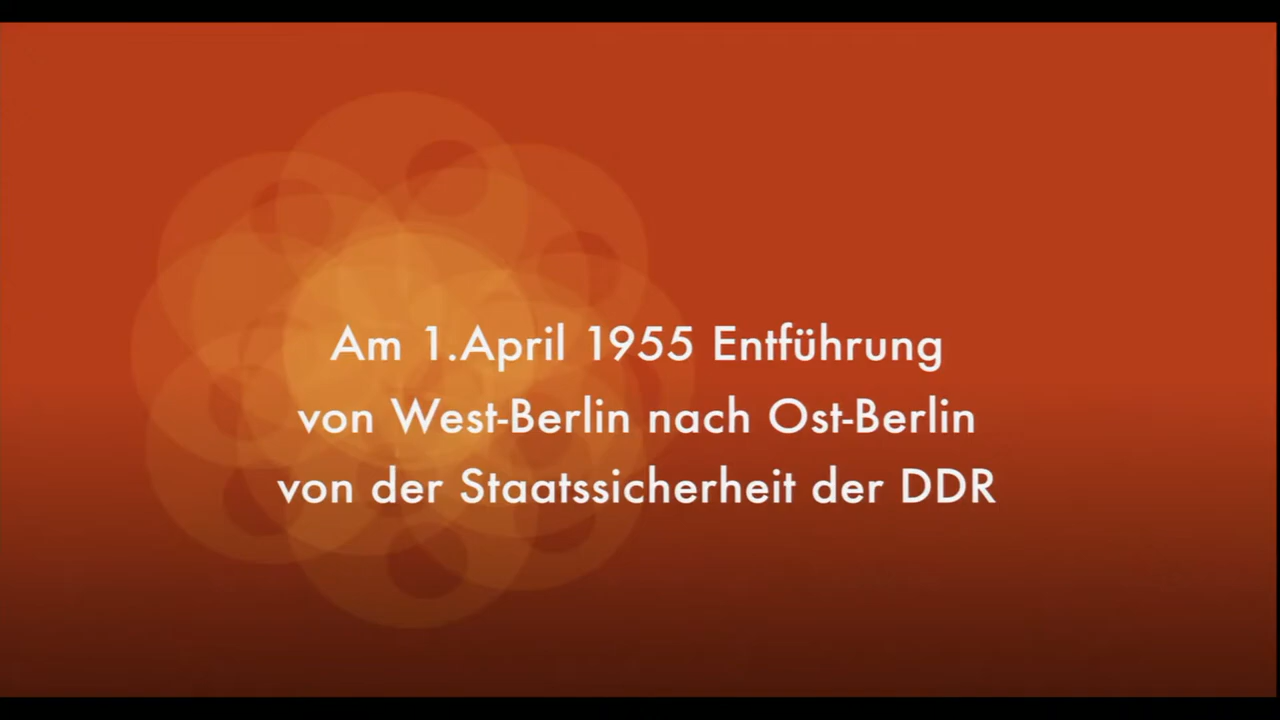 Am 1.April 1955 Entführung
von West-Berlin nach Ost-Berlin
von der Staatssicherheit der DDR